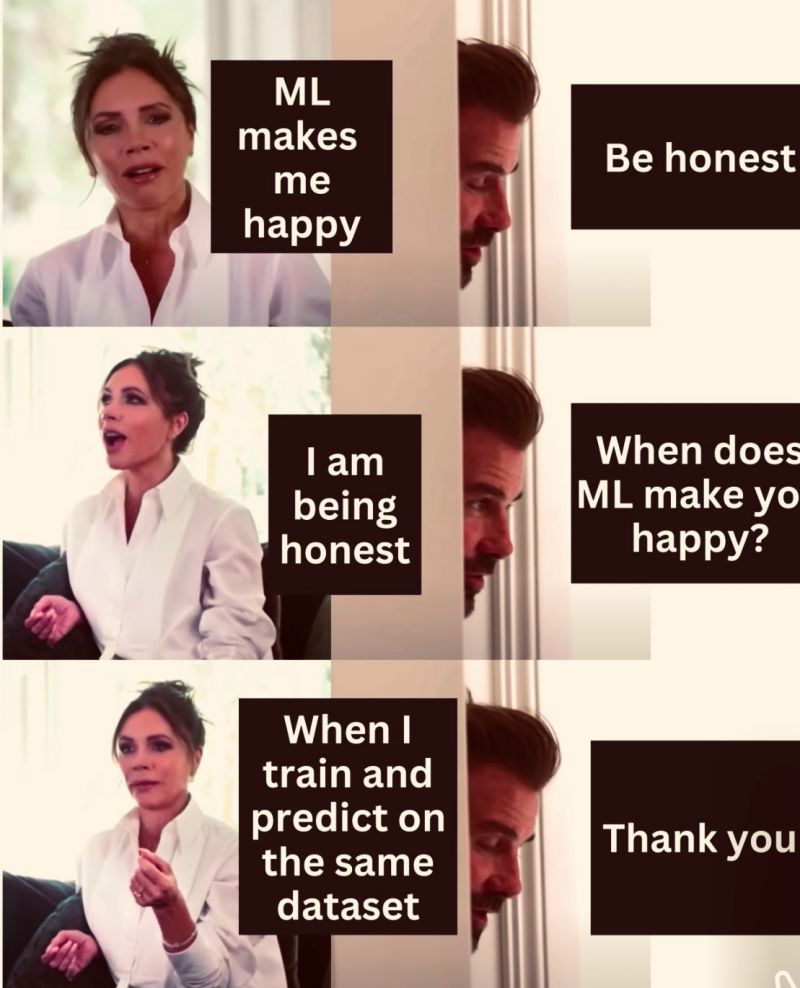 ML
makes
me
happy
Be honest
I am
being
honest
When does
ML make yo
happy?
When I
train and
predict on
the same
dataset
Thank you